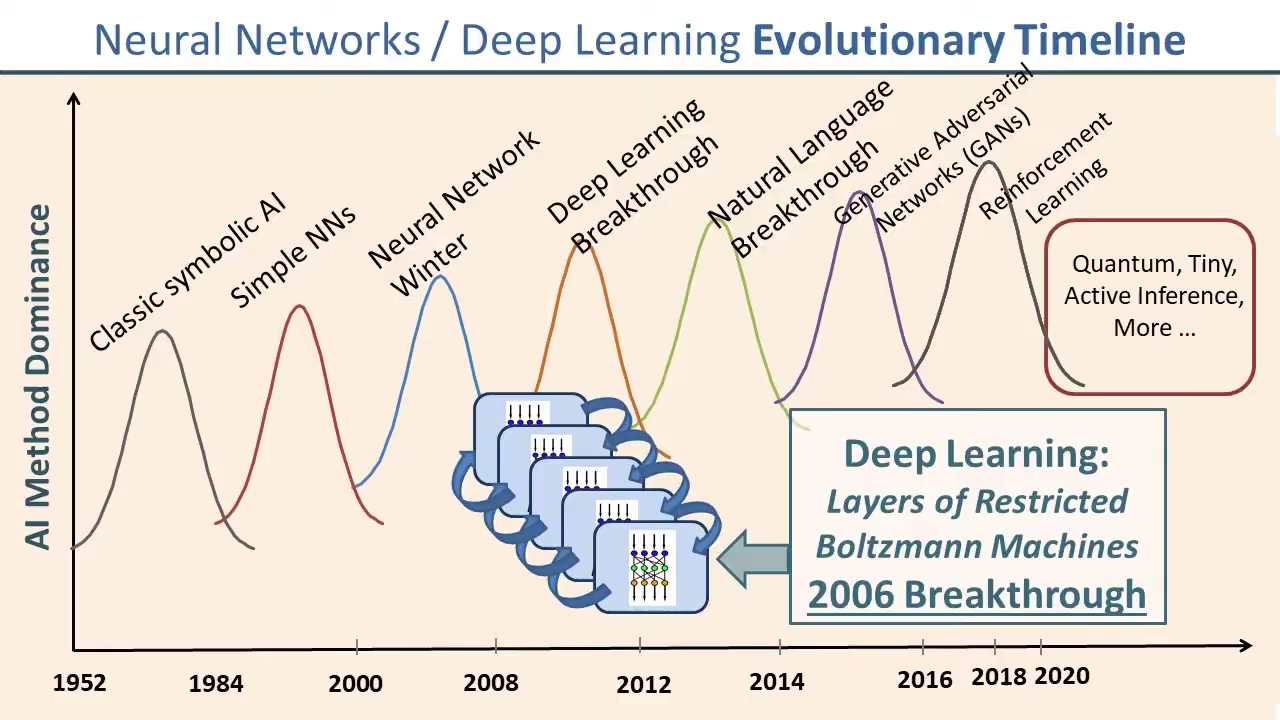 Neural Networks / Deep Learning Evolutionary Timeline
AI Method Dominance
Classic symbolic AI
Simple NNs
Neural Network
Winter
Deep Learning
Breakthrough
Natural Language
Breakthrough
Generative Adversarial
Networks (GANs)
Reinforcement
Learning
Quantum, Tiny,
Active Inference,
More ...
Deep Learning:
Layers of Restricted
Boltzmann Machines
2006 Breakthrough
1952
1984
2000
2008
2012
2014
2016
2018
2020